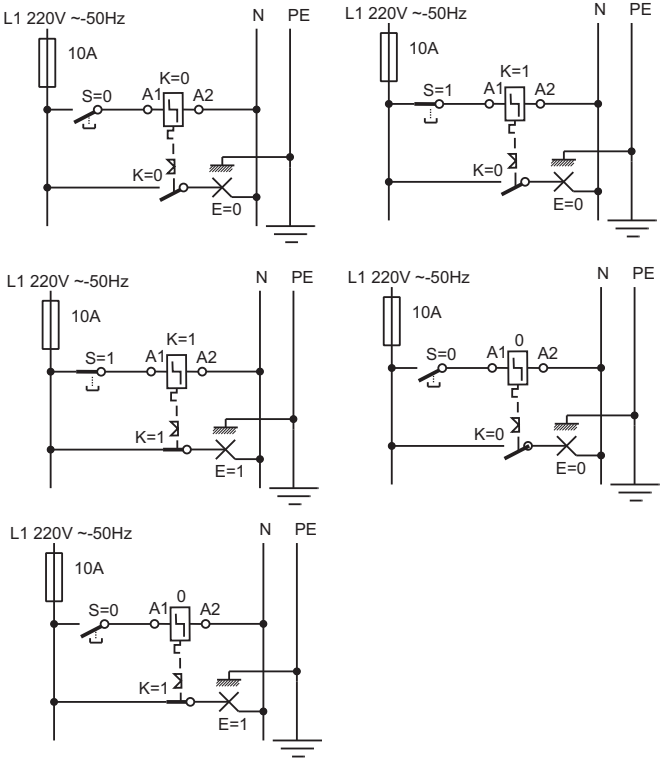 L1 220V ~-50Hz N PE
10A
K=0
S=0 A1 A2
K=0
E=0
L1 220V ~-50Hz N PE
10A
K=1
S=1 A1 A2
K=0
E=0
L1 220V ~-50Hz N PE
10A
K=1
S=1 A1 A2
K=1
E=1
L1 220V ~-50Hz N PE
10A
0
S=0 A1 A2
K=0
E=0
L1 220V ~-50Hz N PE
10A
0
S=0 A1 A2
K=1
E=1